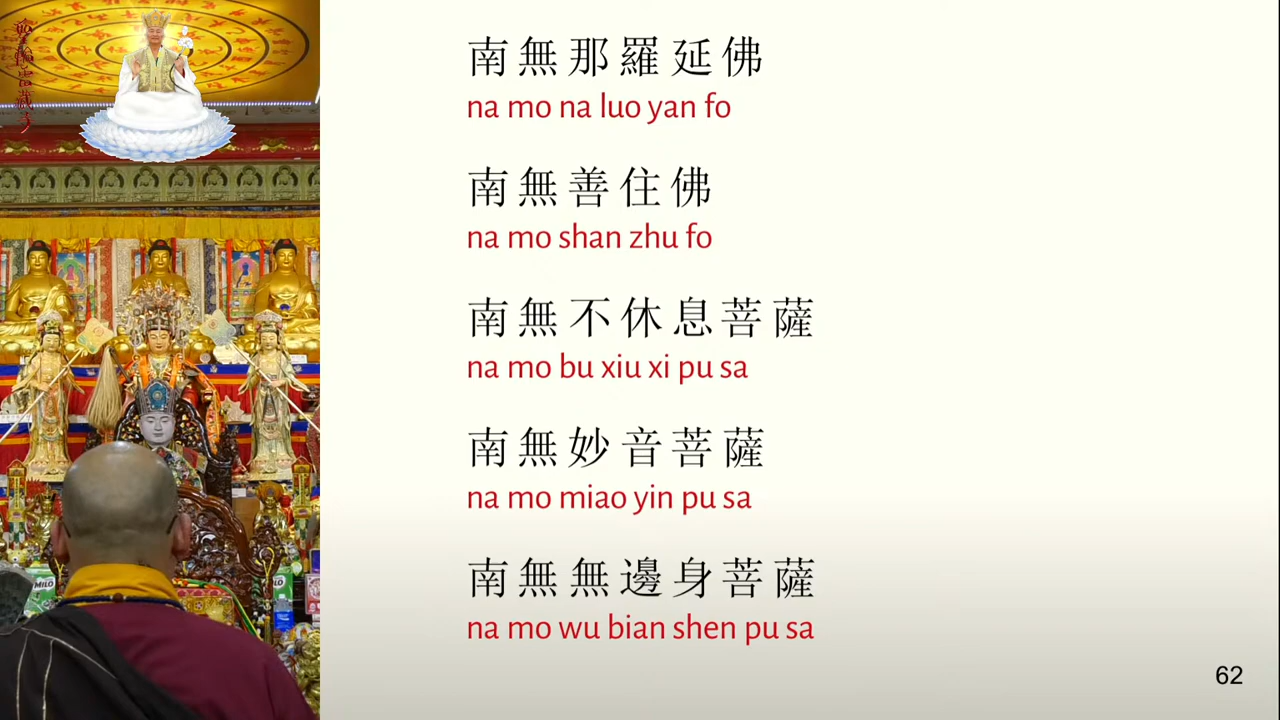 南無那羅延佛
na mo na luo yan fo
南無善住佛
na mo shan zhu fo
南無不休息菩薩
na mo bu xiu xi pu sa
南無妙音菩薩
na mo miao yin pu sa
南無無邊身菩薩
na mo wu bian shen pu sa
62
MILO